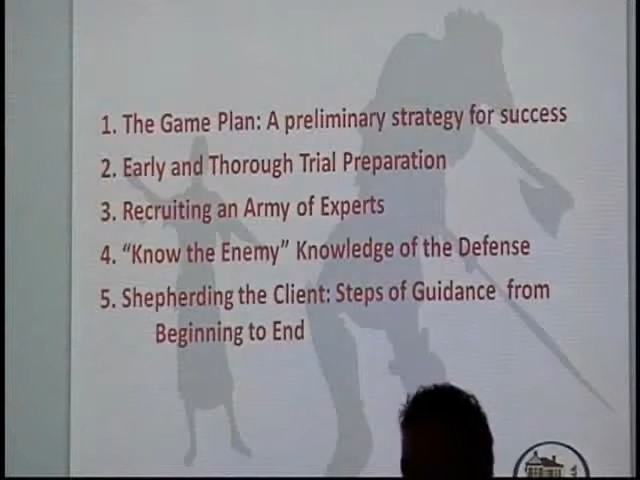 1. The Game Plan: A preliminary strategy for success
2. Early and Thorough Trial Preparation
3. Recruiting an Army of Experts
4. “Know the Enemy” Knowledge of the Defense
5. Shepherding the Client: Steps of Guidance from
Beginning to End